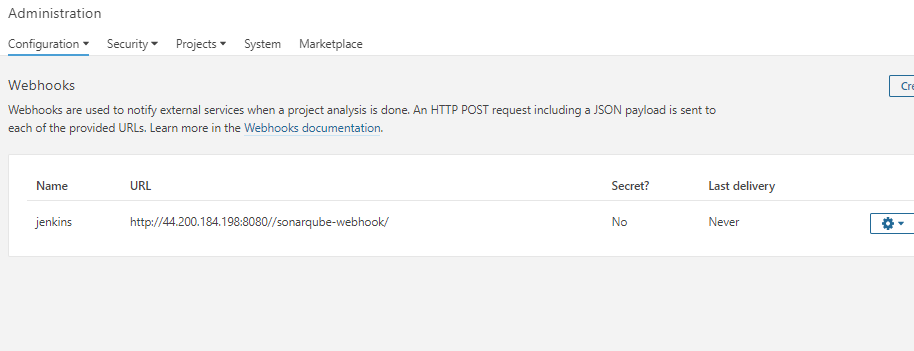 Administration
Configuration Security Projects System Marketplace
Webhooks
Cre
Webhooks are used to notify external services when a project analysis is done. An HTTP POST request including a JSON payload is sent to
each of the provided URLs. Learn more in the Webhooks documentation.
Name URL Secret? Last delivery
jenkins http://44.200.184.198:8080//sonarqube-webhook/ No Never